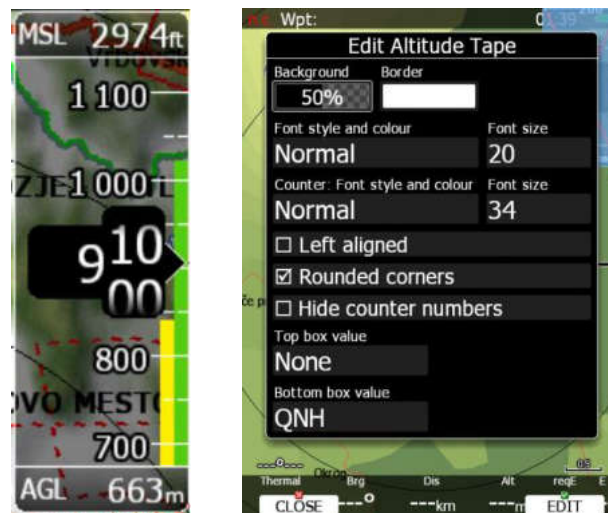 MSL 2974ft
1 100
1 000
9 10
00
800
700
AGL 663m
Wpt:
Edit Altitude Tape
Background Border
50%
Font style and colour Font size
Normal 20
Counter: Font style and colour Font size
Normal 34
Left aligned
Rounded corners
Hide counter numbers
Top box value
None
Bottom box value
QNH
Thermal Brg Dis Alt reqE E
CLOSE ---° ---km ---m EDIT